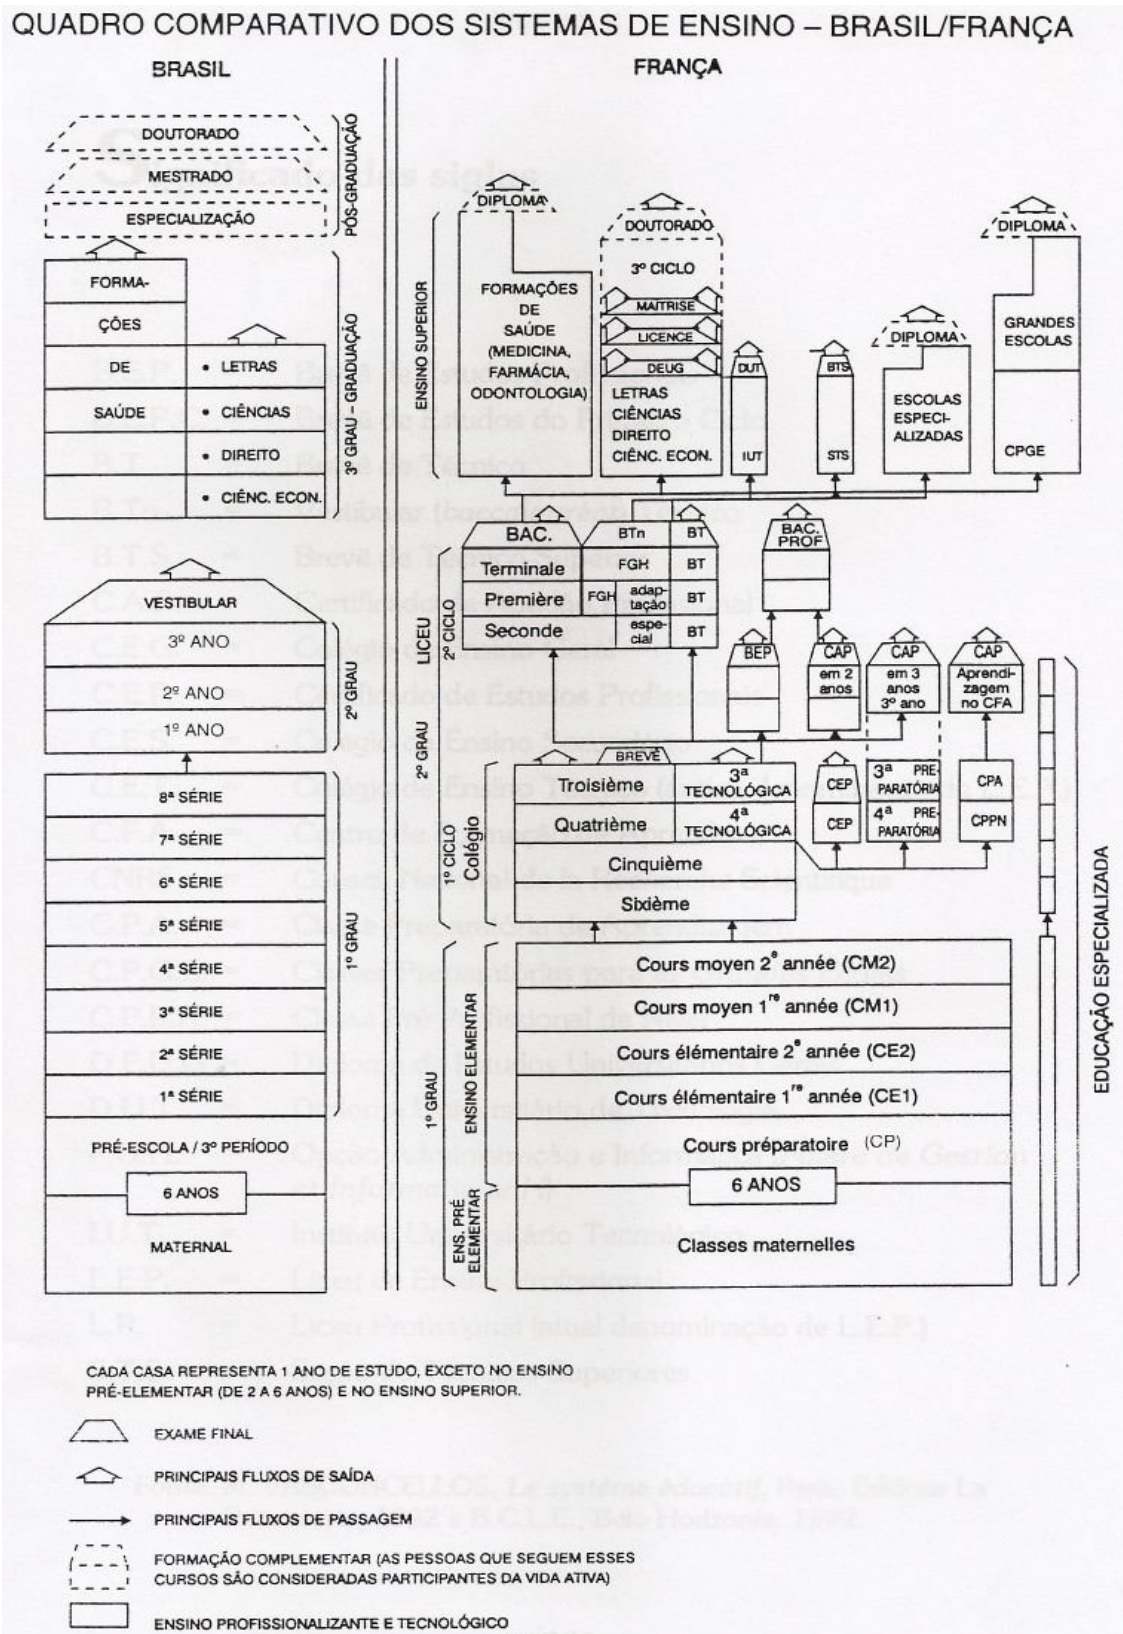 QUADRO COMPARATIVO DOS SISTEMAS DE ENSINO – BRASIL/FRANÇA
BRASIL
DOUTORADO
MESTRADO
ESPECIALIZAÇÃO
PÓS-GRADUAÇÃO
FORMA-
ÇÕES
DE
SAÚDE
• LETRAS
• CIÊNCIAS
• DIREITO
• CIÊNC. ECON.
3º GRAU – GRADUAÇÃO
VESTIBULAR
3º ANO
2º ANO
1º ANO
2º GRAU
8ª SÉRIE
7ª SÉRIE
6ª SÉRIE
5ª SÉRIE
4ª SÉRIE
3ª SÉRIE
2ª SÉRIE
1ª SÉRIE
1º GRAU
PRÉ-ESCOLA / 3º PERÍODO
6 ANOS
MATERNAL
FRANÇA
ENSINO SUPERIOR
DIPLOMA
FORMAÇÕES
DE
SAÚDE
(MEDICINA,
FARMÁCIA,
ODONTOLOGIA)
DOUTORADO
3º CICLO
MAITRISE
LICENCE
DEUG
LETRAS
CIÊNCIAS
DIREITO
CIÊNC. ECON.
DUT
IUT
BTS
STS
DIPLOMA
ESCOLAS
ESPECI-
ALIZADAS
DIPLOMA
GRANDES
ESCOLAS
CPGE
2º GRAU
LICEU
2º CICLO
BAC. BTn BT
Terminale FGH BT
Première FGH adap-
tação BT
Seconde espe-
cial BT
BAC.
PROF
BEP
CAP
em 2
anos
CAP
em 3
anos
3º ano
CAP
Aprendi-
zagem
no CFA
1º CICLO
Colégio
BREVÊ
Troisième
3ª
TECNOLÓGICA
CEP
3ª PRE-
PARATÓRIA
CPA
Quatrième
4ª
TECNOLÓGICA
CEP
4ª PRE-
PARATÓRIA
CPPN
Cinquième
Sixième
1º GRAU
ENSINO ELEMENTAR
Cours moyen 2e année (CM2)
Cours moyen 1re année (CM1)
Cours élémentaire 2e année (CE2)
Cours élémentaire 1re année (CE1)
Cours préparatoire (CP)
6 ANOS
ENS. PRÉ
ELEMENTAR
Classes maternelles
EDUCAÇÃO ESPECIALIZADA
CADA CASA REPRESENTA 1 ANO DE ESTUDO, EXCETO NO ENSINO
PRÉ-ELEMENTAR (DE 2 A 6 ANOS) E NO ENSINO SUPERIOR.
EXAME FINAL
PRINCIPAIS FLUXOS DE SAÍDA
PRINCIPAIS FLUXOS DE PASSAGEM
FORMAÇÃO COMPLEMENTAR (AS PESSOAS QUE SEGUEM ESSES
CURSOS SÃO CONSIDERADAS PARTICIPANTES DA VIDA ATIVA)
ENSINO PROFISSIONALIZANTE E TECNOLÓGICO